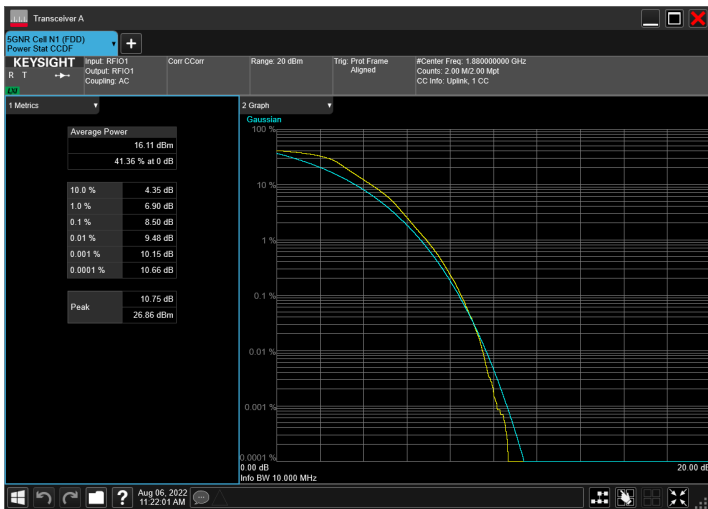 Transceiver A
5GNR Cell N1 (FDD)
Power Stat CCDF
KEYSIGHT
R T
LXI
Input: RFIO1
Output: RFIO1
Coupling: AC
Corr CCorr
Range: 20 dBm
Trig: Prot Frame
Aligned
#Center Freq: 1.880000000 GHz
Counts: 2.00 M/2.00 Mpt
CC Info: Uplink, 1 CC
1 Metrics
Average Power
16.11 dBm
41.36 % at 0 dB
10.0 % 4.35 dB
1.0 % 6.90 dB
0.1 % 8.50 dB
0.01 % 9.48 dB
0.001 % 10.15 dB
0.0001 % 10.66 dB
Peak
10.75 dB
26.86 dBm
2 Graph
Gaussian
100 %
10 %
1 %
0.1 %
0.01 %
0.001 %
0.0001 %
0.00 dB
20.00 dB
Info BW 10.000 MHz
?
Aug 06, 2022
11:22:01 AM